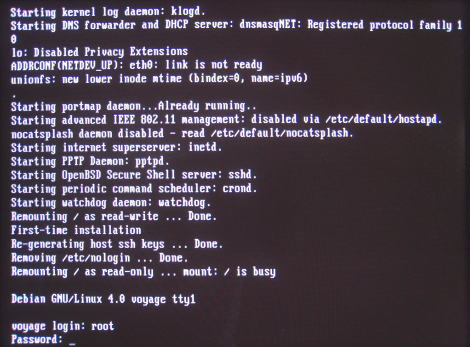 Starting kernel log daemon: klogd.
Starting DNS forwarder and DHCP server: dnsmasqNET: Registered protocol family 1
0
lo: Disabled Privacy Extensions
ADDRCONF(NETDEV_UP): eth0: link is not ready
unionfs: new lower inode mtime (bindex=0, name=ipv6)
.
Starting portmap daemon...Already running..
Starting advanced IEEE 802.11 management: disabled via /etc/default/hostapd.
nocatsplash daemon disabled - read /etc/default/nocatsplash.
Starting internet superserver: inetd.
Starting PPTP Daemon: pptpd.
Starting OpenBSD Secure Shell server: sshd.
Starting periodic command scheduler: crond.
Starting watchdog daemon: watchdog.
Remounting / as read-write ... Done.
First-time installation
Re-generating host ssh keys ... Done.
Removing /etc/nologin ... Done.
Remounting / as read-only ... mount: / is busy
Debian GNU/Linux 4.0 voyage tty1
voyage login: root
Password: _